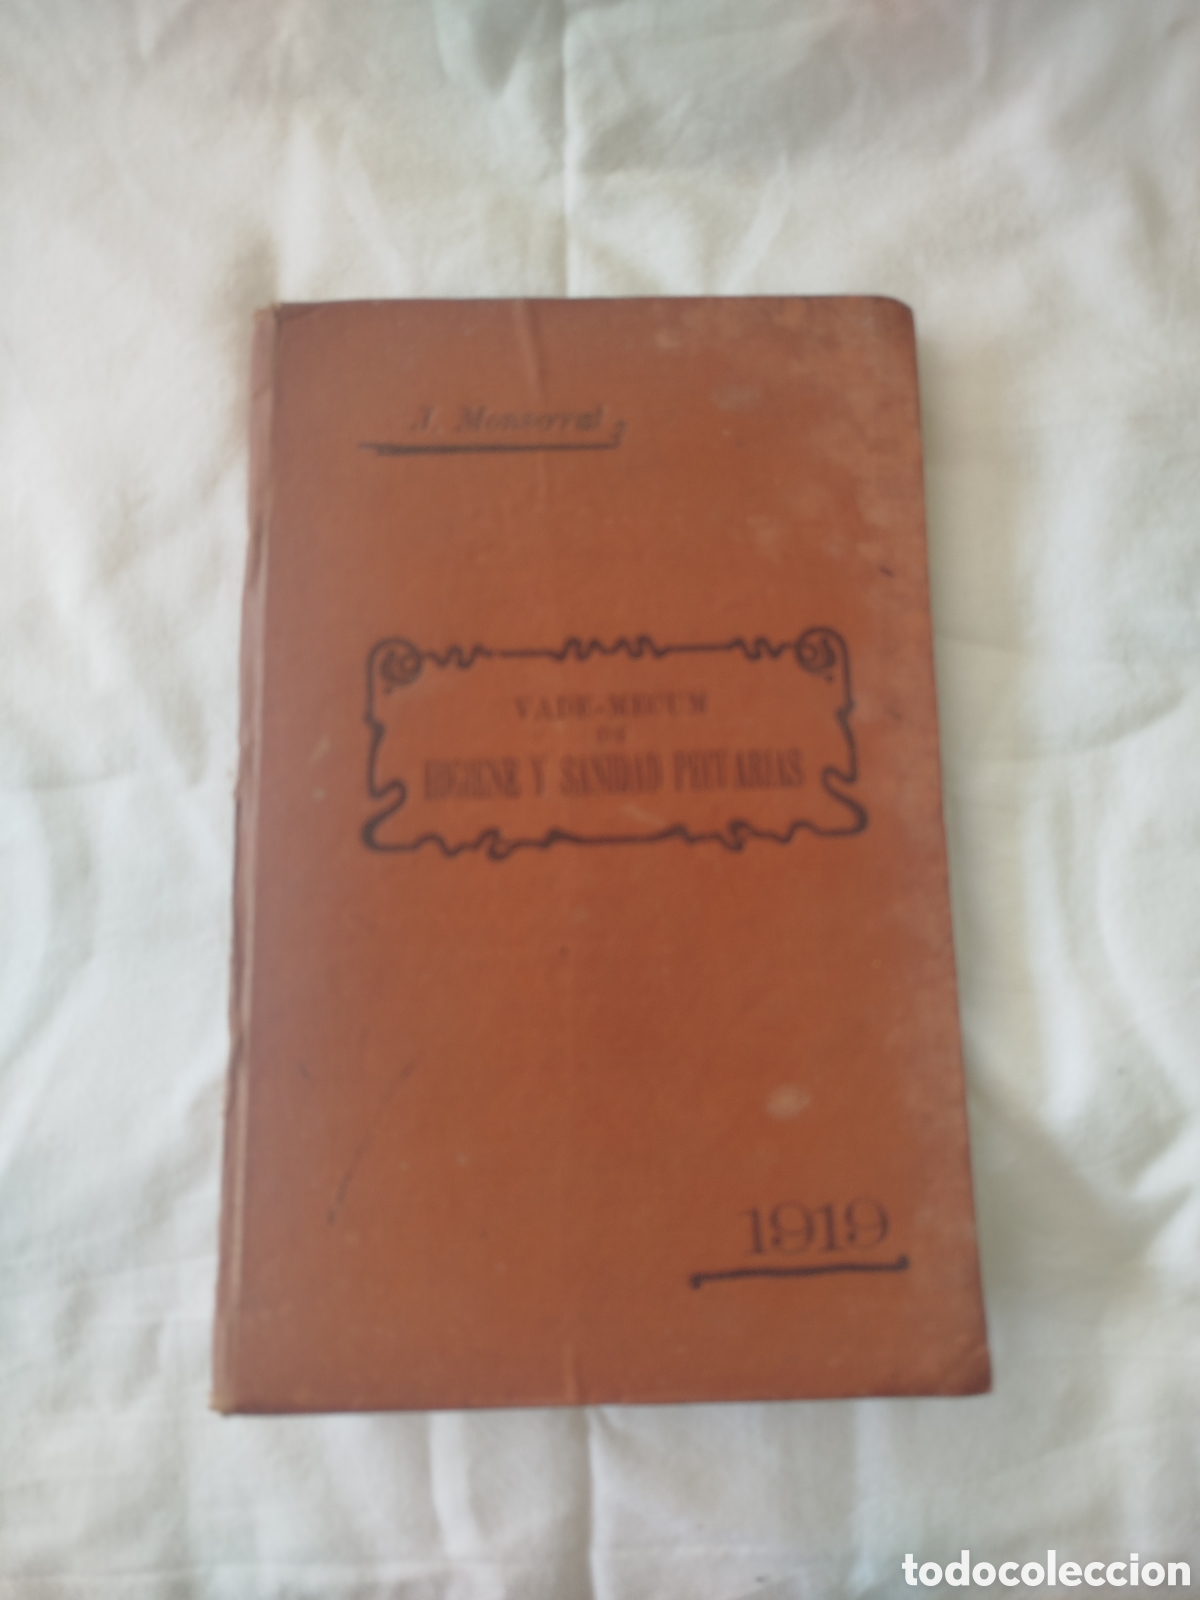 J. Monserrat
VADE-MECUM
DE
HIGIENE Y SANIDAD PECUARIAS
1919
todocoleccion